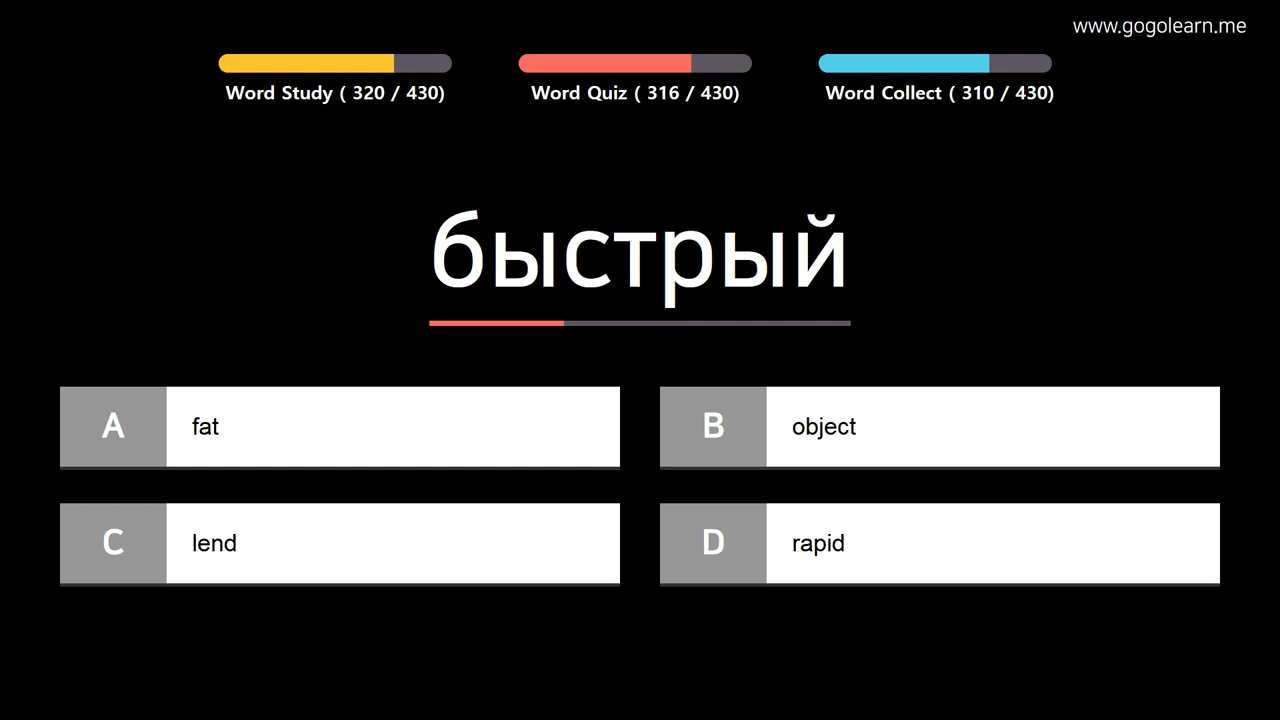 www.gogolearn.me
Word Study ( 320 / 430)
Word Quiz ( 316 / 430)
Word Collect ( 310 / 430)
быстрый
A fat
B object
C lend
D rapid